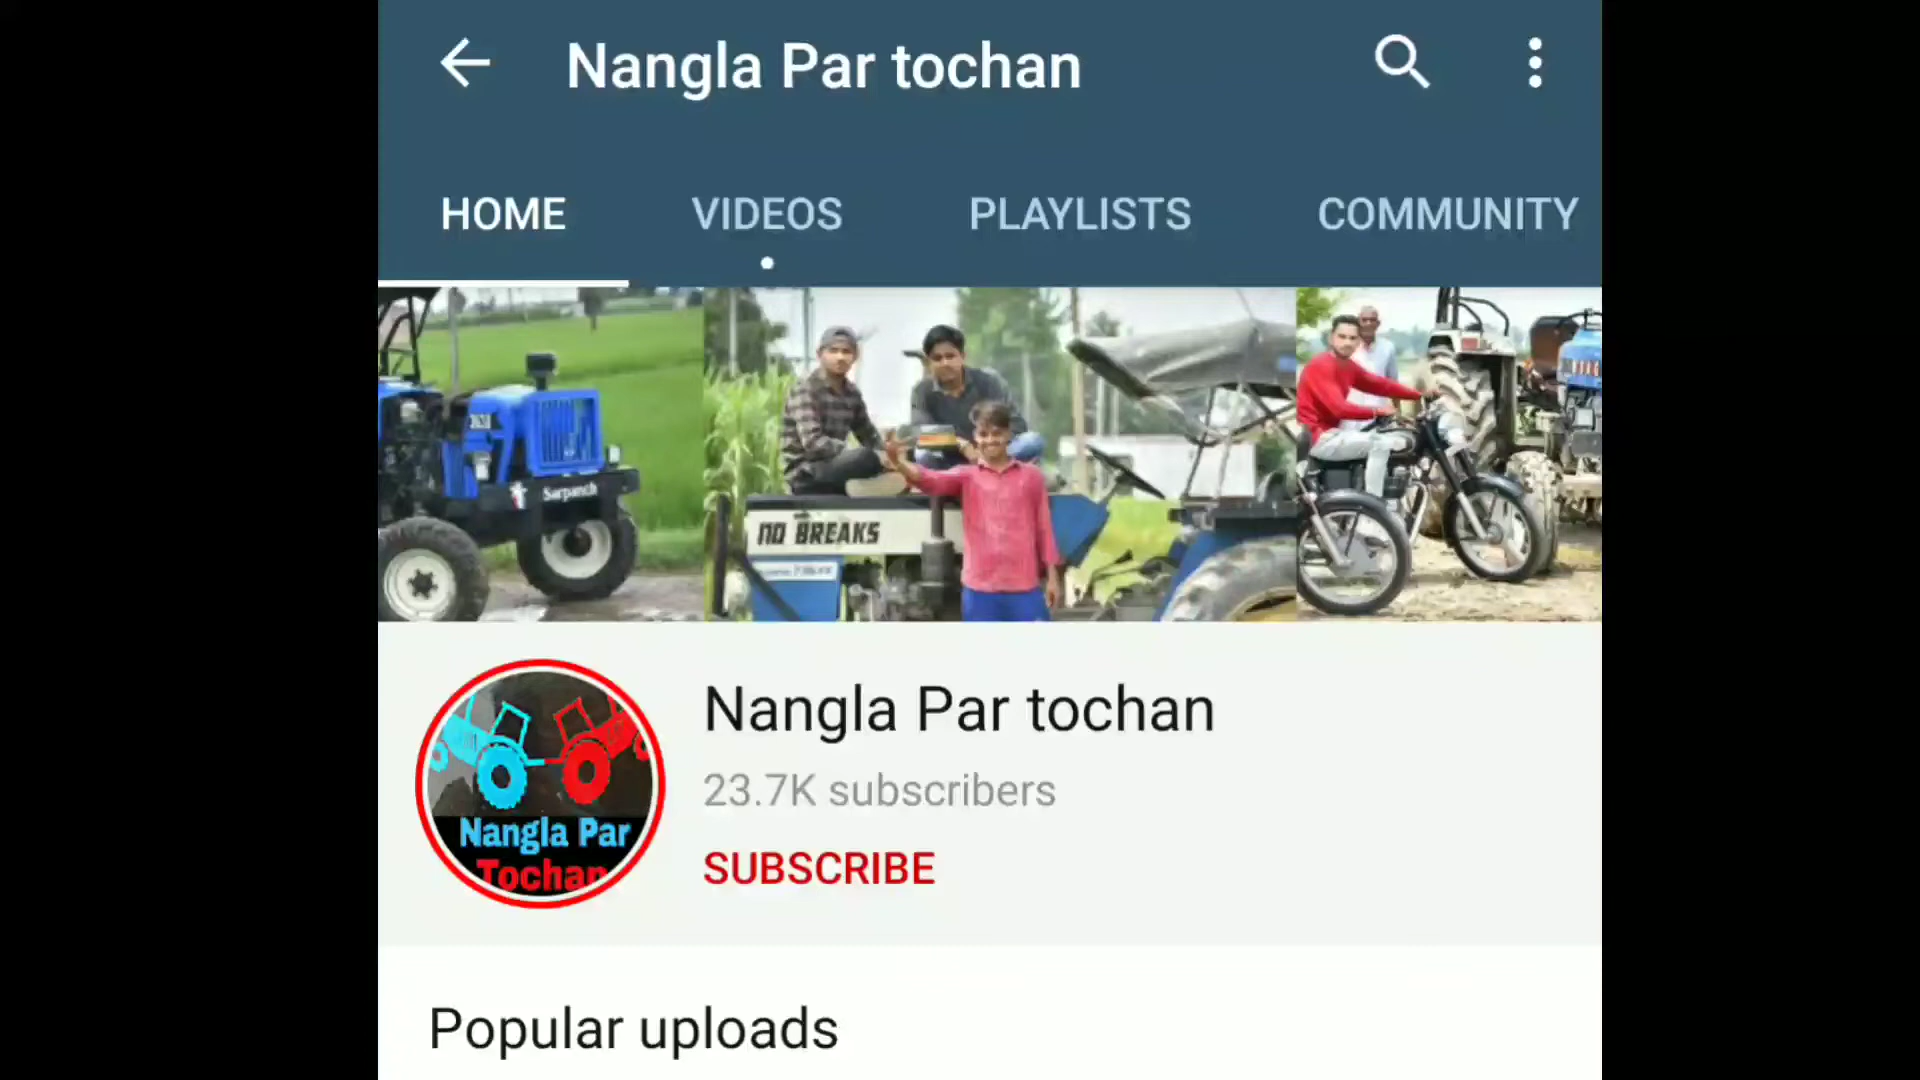 Nangla Par tochan
HOME VIDEOS PLAYLISTS COMMUNITY
Sarpanch
NO BREAKS
Nangla Par tochan
23.7K subscribers
SUBSCRIBE
Nangla Par
Tochan
Popular uploads